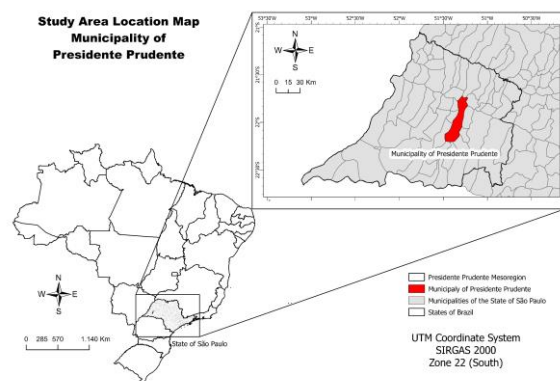 Study Area Location Map
Municipality of
Presidente Prudente
53°30'S
52°30'S
51°30'S
50°30'S
21°S
21°30'S
22°S
22°30'S
N
W E
S
0 15 30 Km
Municipality of Presidente Prudente
N
W E
S
0 285 570 1.140 Km
State of São Paulo
Presidente Prudente Mesoregion
Municipaly of Presidente Prudente
Municipalities of the State of São Paulo
States of Brazil
UTM Coordinate System
SIRGAS 2000
Zone 22 (South)